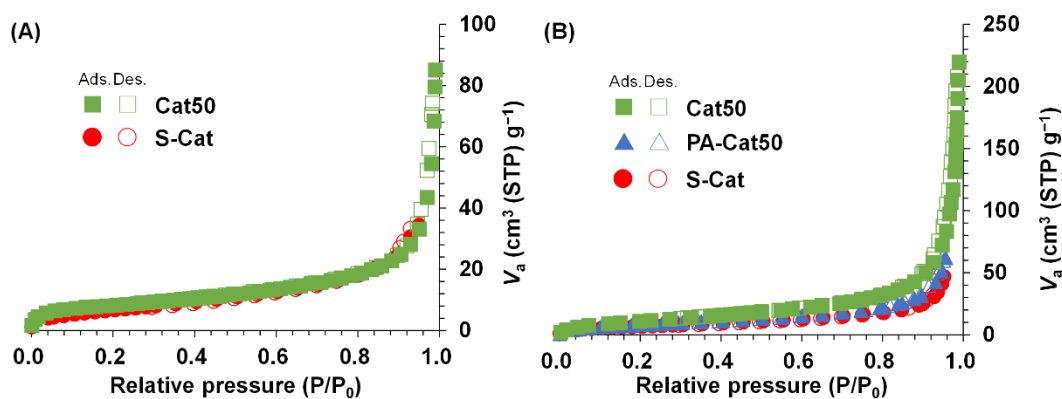 (A)
Ads. Des.
Cat50
S-Cat
100
80
60
40
20
0
Vₐ (cm³ (STP) g⁻¹)
0.0 0.2 0.4 0.6 0.8 1.0
Relative pressure (P/P₀)
(B)
Ads. Des.
Cat50
PA-Cat50
S-Cat
250
200
150
100
50
0
Vₐ (cm³ (STP) g⁻¹)
0.0 0.2 0.4 0.6 0.8 1.0
Relative pressure (P/P₀)